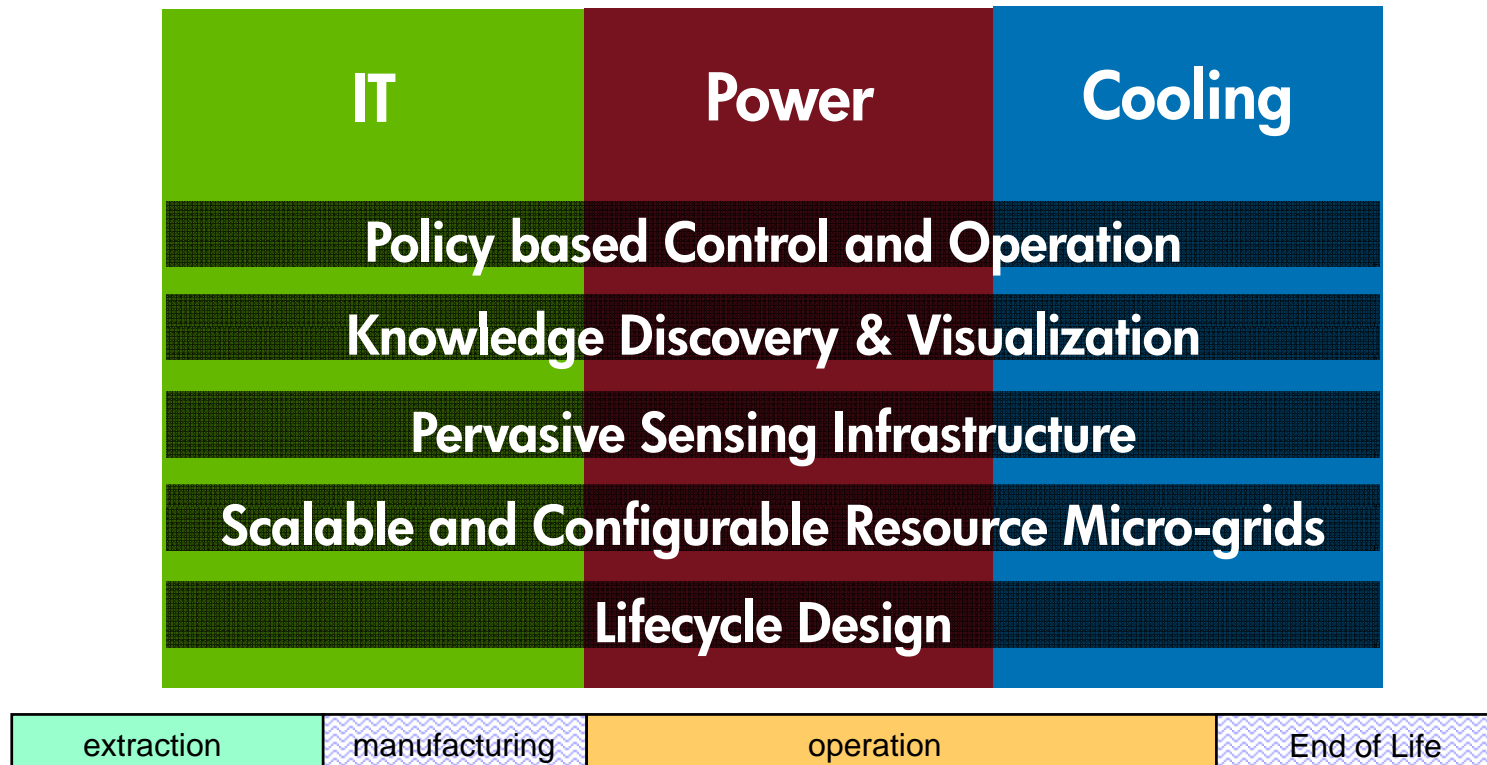 IT Power Cooling
Policy based Control and Operation
Knowledge Discovery & Visualization
Pervasive Sensing Infrastructure
Scalable and Configurable Resource Micro-grids
Lifecycle Design
extraction manufacturing operation End of Life